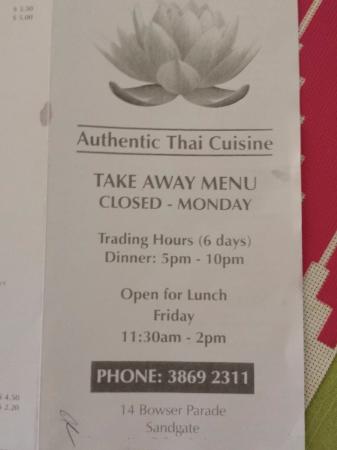 $ 3.50
$ 5.00
Authentic Thai Cuisine
TAKE AWAY MENU
CLOSED - MONDAY
Trading Hours (6 days)
Dinner: 5pm - 10pm
Open for Lunch
Friday
11:30am - 2pm
PHONE: 3869 2311
14 Bowser Parade
Sandgate
$ 4.50
$ 2.20